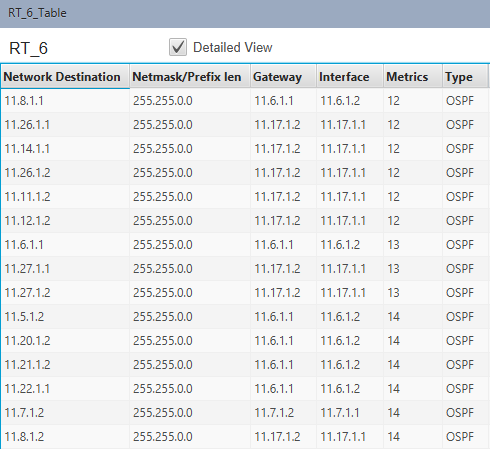 RT_6_Table
RT_6 Detailed View
Network Destination Netmask/Prefix len Gateway Interface Metrics Type
11.8.1.1 255.255.0.0 11.6.1.1 11.6.1.2 12 OSPF
11.26.1.1 255.255.0.0 11.17.1.2 11.17.1.1 12 OSPF
11.14.1.1 255.255.0.0 11.17.1.2 11.17.1.1 12 OSPF
11.26.1.2 255.255.0.0 11.17.1.2 11.17.1.1 12 OSPF
11.11.1.2 255.255.0.0 11.17.1.2 11.17.1.1 12 OSPF
11.12.1.2 255.255.0.0 11.17.1.2 11.17.1.1 12 OSPF
11.6.1.1 255.255.0.0 11.6.1.1 11.6.1.2 13 OSPF
11.27.1.1 255.255.0.0 11.17.1.2 11.17.1.1 13 OSPF
11.27.1.2 255.255.0.0 11.17.1.2 11.17.1.1 13 OSPF
11.5.1.2 255.255.0.0 11.6.1.1 11.6.1.2 14 OSPF
11.20.1.2 255.255.0.0 11.6.1.1 11.6.1.2 14 OSPF
11.21.1.2 255.255.0.0 11.6.1.1 11.6.1.2 14 OSPF
11.22.1.1 255.255.0.0 11.6.1.1 11.6.1.2 14 OSPF
11.7.1.2 255.255.0.0 11.7.1.2 11.7.1.1 14 OSPF
11.8.1.2 255.255.0.0 11.17.1.2 11.17.1.1 14 OSPF